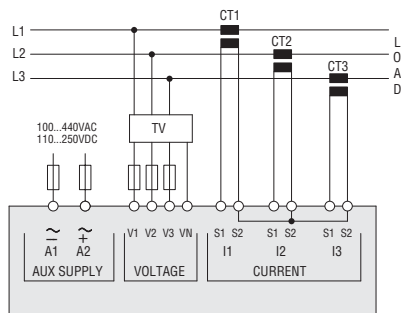 CT1
L1
CT2
L
L2
O
CT3
A
L3
D
100...440VAC
110...250VDC
TV
V1 V2 V3 VN S1 S2 S1 S2 S1 S2
~ ~
− +
A1 A2 I1 I2 I3
AUX SUPPLY VOLTAGE CURRENT